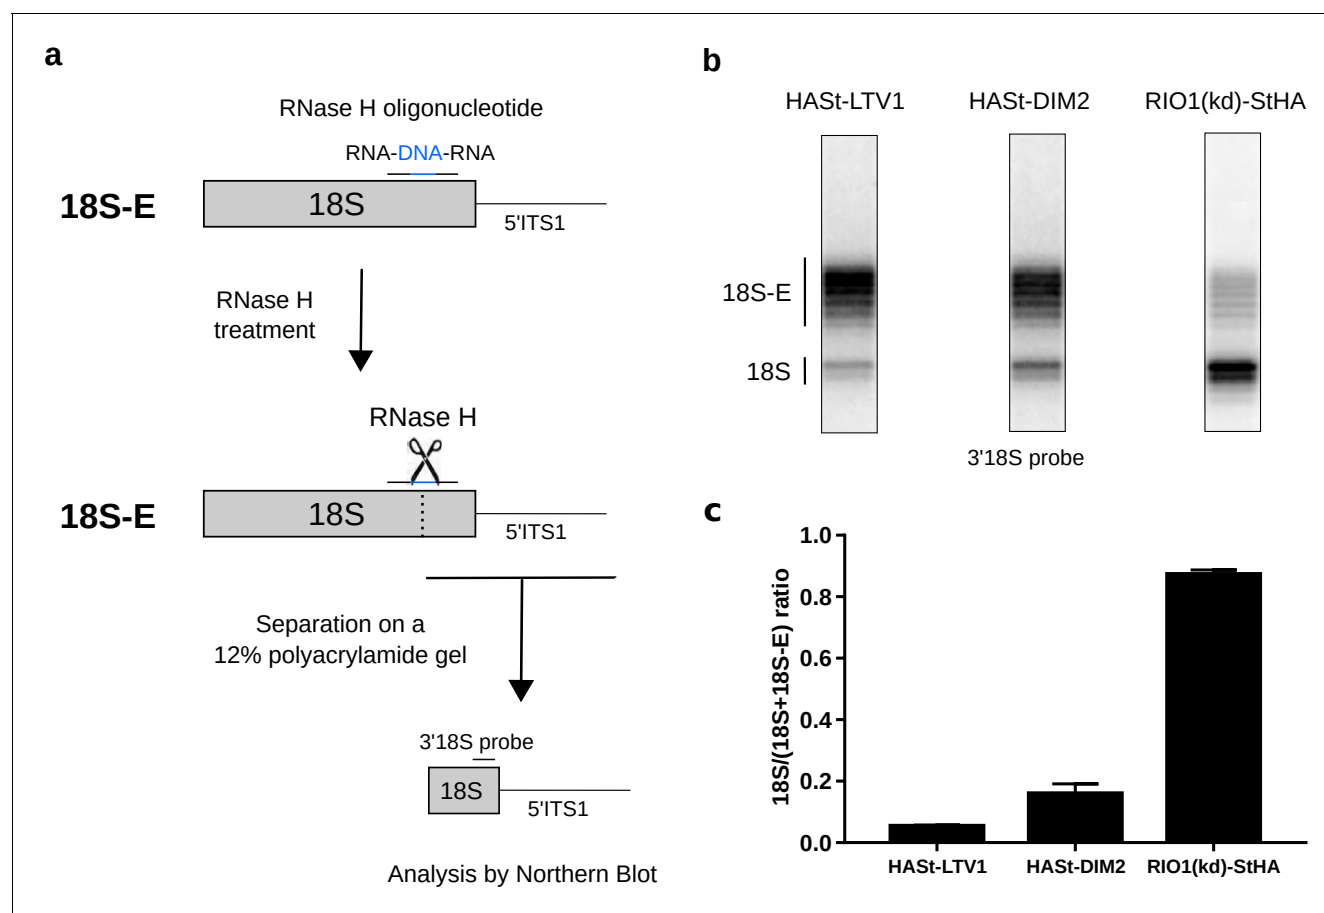 a
RNase H oligonucleotide
RNA-DNA-RNA
18S-E
18S
5'ITS1
RNase H
treatment
RNase H
18S-E
18S
5'ITS1
Separation on a
12% polyacrylamide gel
3'18S probe
18S
5'ITS1
Analysis by Northern Blot
b
HASt-LTV1
HASt-DIM2
RIO1(kd)-StHA
18S-E
18S
3'18S probe
c
18S/(18S+18S-E) ratio
1.0
0.8
0.6
0.4
0.2
0.0
HASt-LTV1
HASt-DIM2
RIO1(kd)-StHA